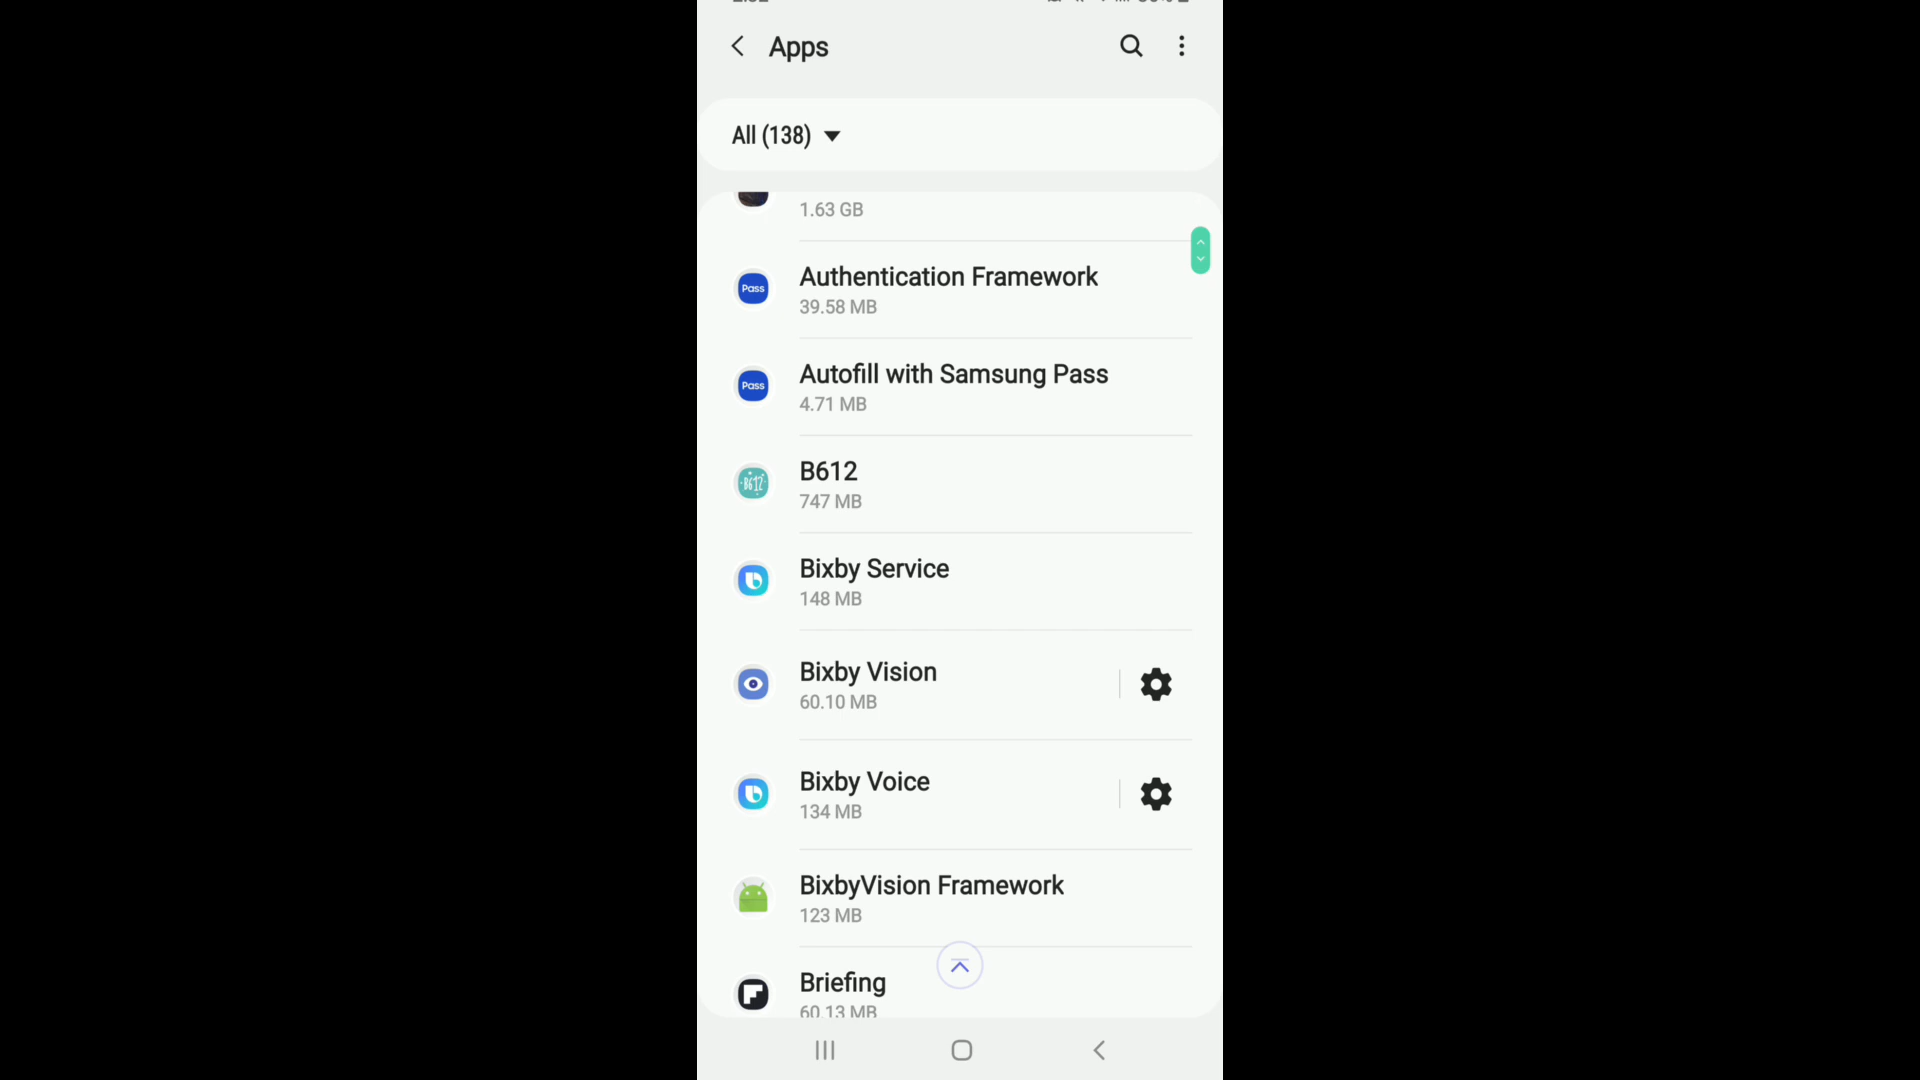 Apps
All (138)
1.63 GB
Authentication Framework
39.58 MB
Pass
Autofill with Samsung Pass
4.71 MB
Pass
B612
747 MB
B612
Bixby Service
148 MB
Bixby Vision
60.10 MB
Bixby Voice
134 MB
BixbyVision Framework
123 MB
Briefing
60.13 MB